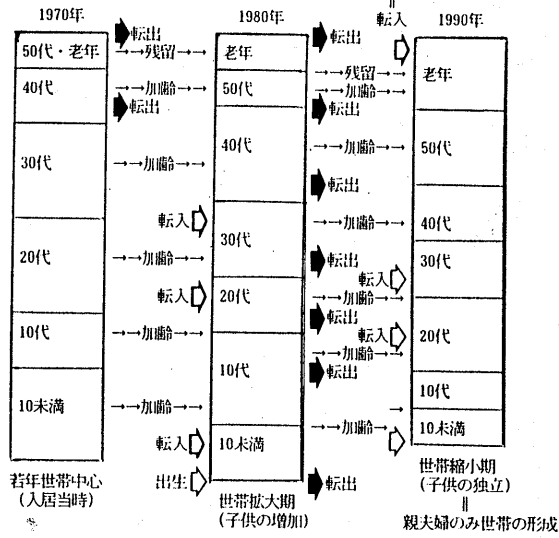 1970年
1980年
1990年
‖
転入
転出
転出
50代・老年
→→残留→→
老年
老年
→→残留→
40代
→→加齢→→
50代
→→加齢→
転出
転出
40代
30代
→→加齢→→
→→加齢→→
50代
転出
転入
30代
→→加齢→→
40代
20代
→→加齢→→
転出
30代
転入
転入
20代
→→加齢→
転出
10代
→→加齢→→
転入
20代
→→加齢→
10代
転出
10代
10未満
→→加齢→→
→
→→加齢→→
10未満
転入
10未満
出生
転出
若年世帯中心
(入居当時)
世帯拡大期
(子供の増加)
世帯縮小期
(子供の独立)
‖
親夫婦のみ世帯の形成